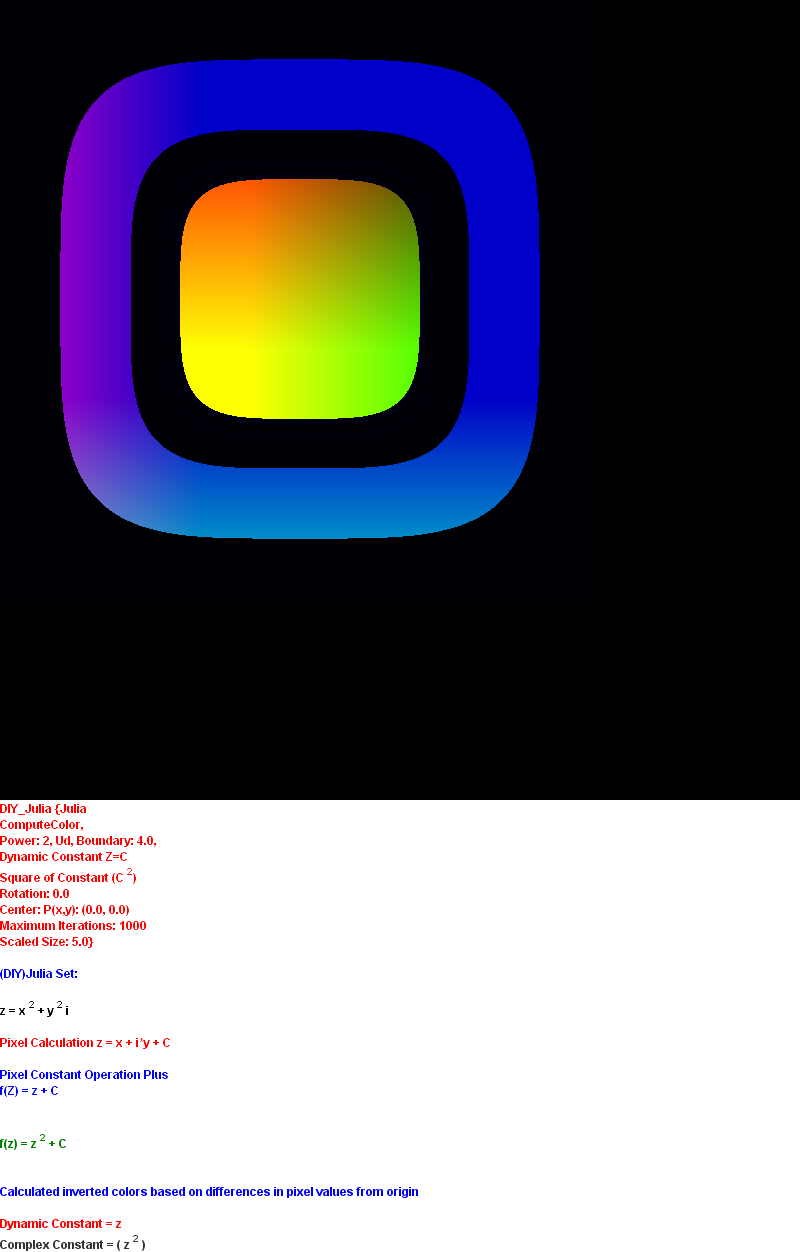 DIY_Julia {Julia
ComputeColor,
Power: 2, Ud, Boundary: 4.0,
Dynamic Constant Z=C
Square of Constant (C ²)
Rotation: 0.0
Center: P(x,y): (0.0, 0.0)
Maximum Iterations: 1000
Scaled Size: 5.0}
(DIY)Julia Set:
z = x ² + y ² i
Pixel Calculation z = x + i*y + C
Pixel Constant Operation Plus
f(Z) = z + C
f(z) = z ² + C
Calculated inverted colors based on differences in pixel values from origin
Dynamic Constant = z
Complex Constant = ( z ² )